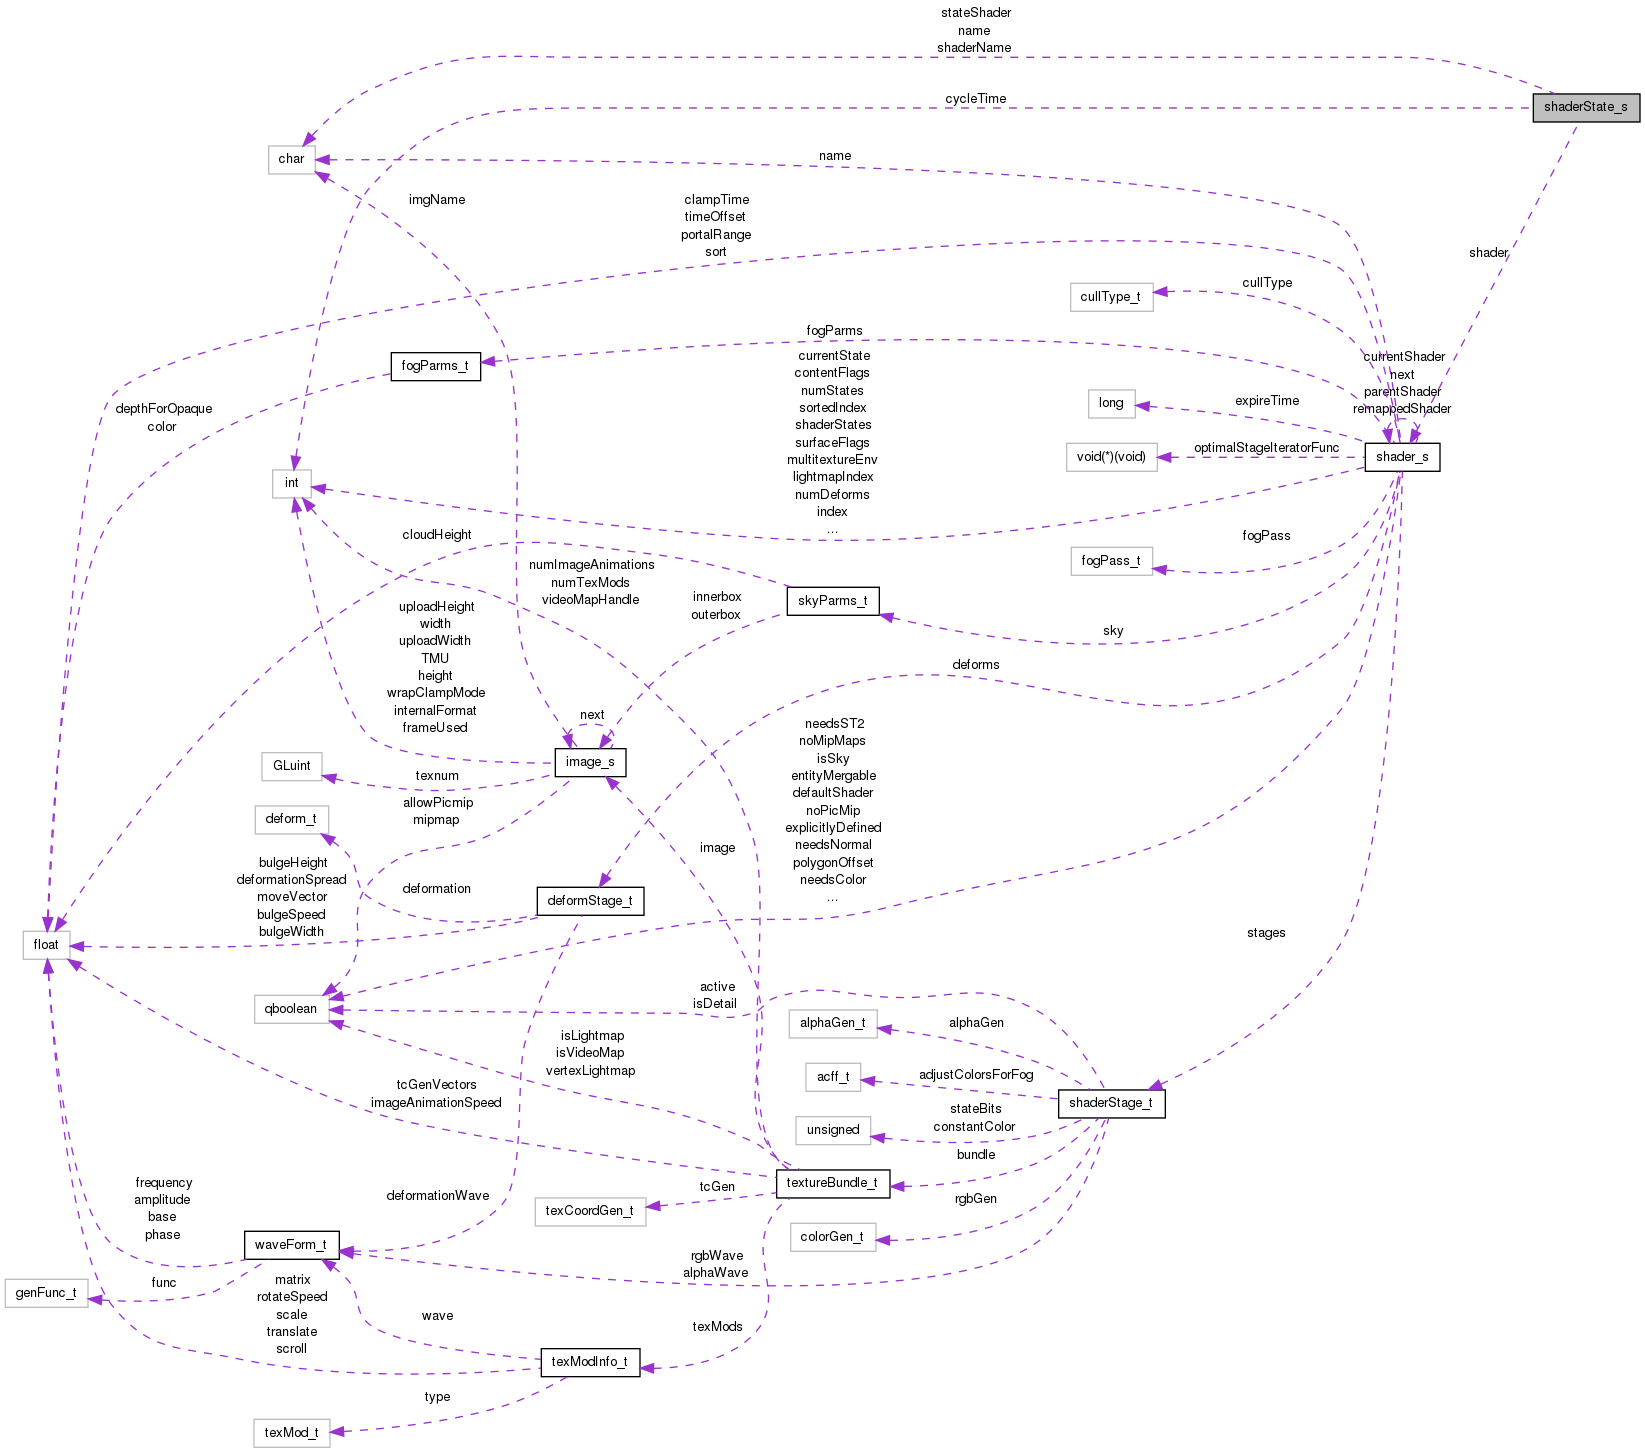 stateShader
name
shaderName
cycleTime
shaderState_s
char
name
imgName
clampTime
timeOffset
portalRange
sort
shader
cullType
cullType_t
fogParms
fogParms_t
currentState
contentFlags
numStates
sortedIndex
shaderStates
surfaceFlags
multitextureEnv
lightmapIndex
numDeforms
index
...
currentShader
next
parentShader
remappedShader
long
expireTime
depthForOpaque
color
void(*)(void)
optimalStageIteratorFunc
shader_s
int
cloudHeight
fogPass
fogPass_t
numImageAnimations
numTexMods
videoMapHandle
innerbox
outerbox
skyParms_t
sky
uploadHeight
width
uploadWidth
TMU
height
wrapClampMode
internalFormat
frameUsed
deforms
next
image_s
GLuint
texnum
needsST2
noMipMaps
isSky
entityMergable
defaultShader
noPicMip
explicitlyDefined
needsNormal
polygonOffset
needsColor
...
allowPicmip
mipmap
deform_t
image
bulgeHeight
deformationSpread
moveVector
bulgeSpeed
bulgeWidth
deformation
deformStage_t
float
stages
qboolean
active
isDetail
alphaGen_t
alphaGen
isLightmap
isVideoMap
vertexLightmap
acff_t
adjustColorsForFog
tcGenVectors
imageAnimationSpeed
shaderStage_t
unsigned
stateBits
constantColor
bundle
textureBundle_t
tcGen
texCoordGen_t
rgbGen
colorGen_t
frequency
amplitude
base
phase
deformationWave
waveForm_t
rgbWave
alphaWave
genFunc_t
func
matrix
rotateSpeed
scale
translate
scroll
wave
texMods
texModInfo_t
type
texMod_t